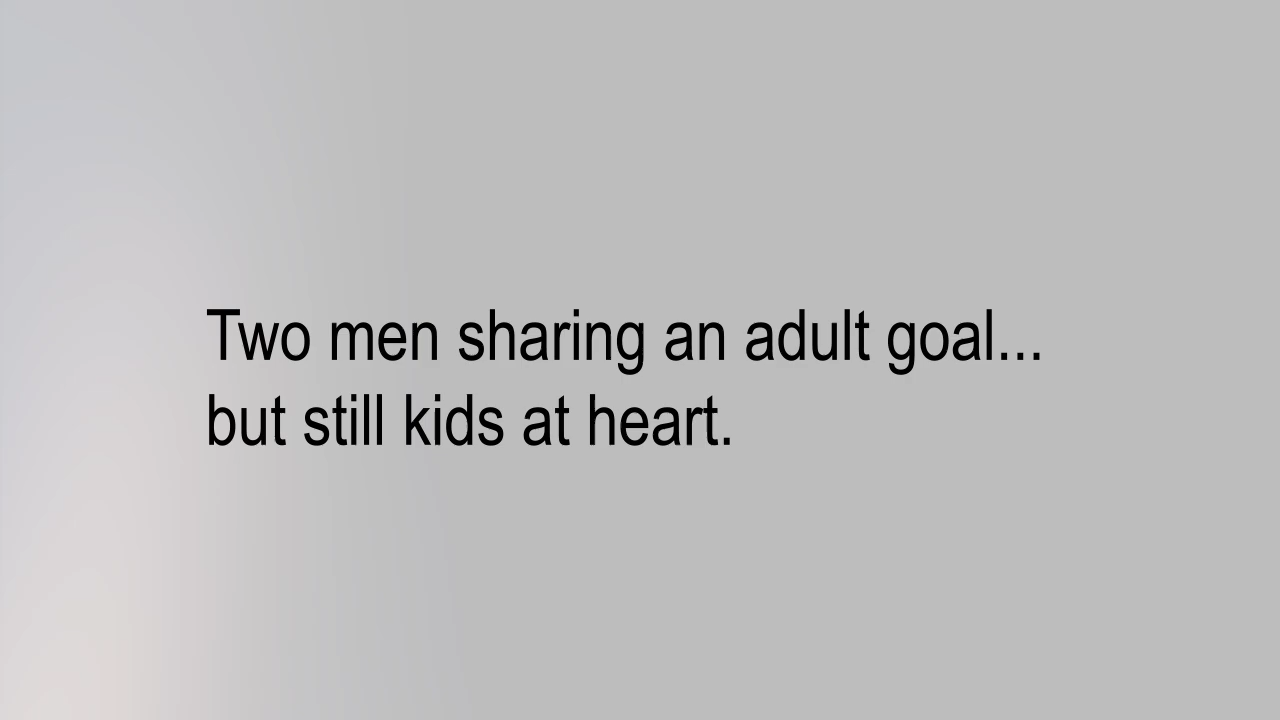 Two men sharing an adult goal...
but still kids at heart.